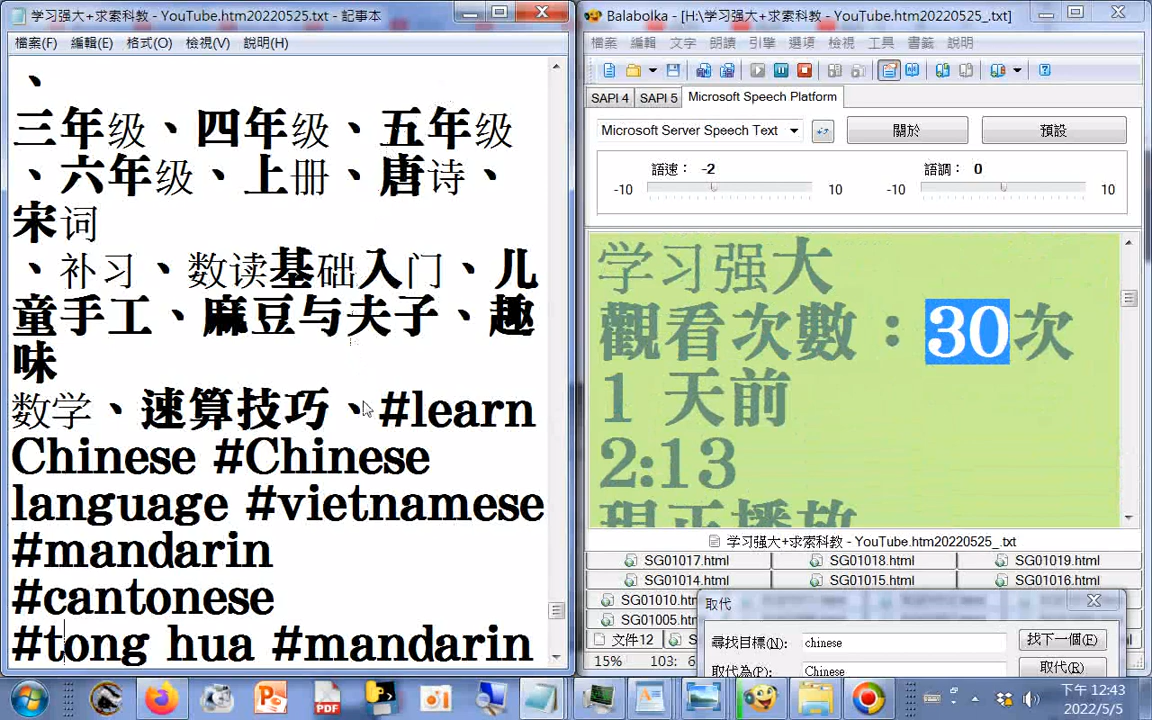 学习强大+求索科教 - YouTube.htm20220525.txt - 記事本
檔案(F) 編輯(E) 格式(O) 檢視(V) 說明(H)
、
三年级、四年级、五年级
、六年级、上册、唐诗、
宋词
、补习、数读基础入门、儿
童手工、麻豆与夫子、趣
味
数学、速算技巧、#learn
Chinese #Chinese
language #vietnamese
#mandarin
#cantonese
#tong hua #mandarin
Balabolka - [H:\学习强大+求索科教 - YouTube.htm20220525_.txt]
檔案 編輯 文字 朗讀 引擎 選項 檢視 工具 書籤 說明
SAPI 4 SAPI 5 Microsoft Speech Platform
Microsoft Server Speech Text 關於 預設
語速： -2 語調： 0
-10 10 -10 10
学习强大
觀看次數：30次
1 天前
2:13
現正播放
学习强大+求索科教 - YouTube.htm20220525_.txt
SG01017.html SG01018.html SG01019.html
SG01014.html SG01015.html SG01016.html
SG01010.htm
SG01005.htm
文件12
15% 103:
取代
尋找目標(N): chinese 找下一個(E)
取代為(P): Chinese 取代(R)
下午 12:43
2022/5/5